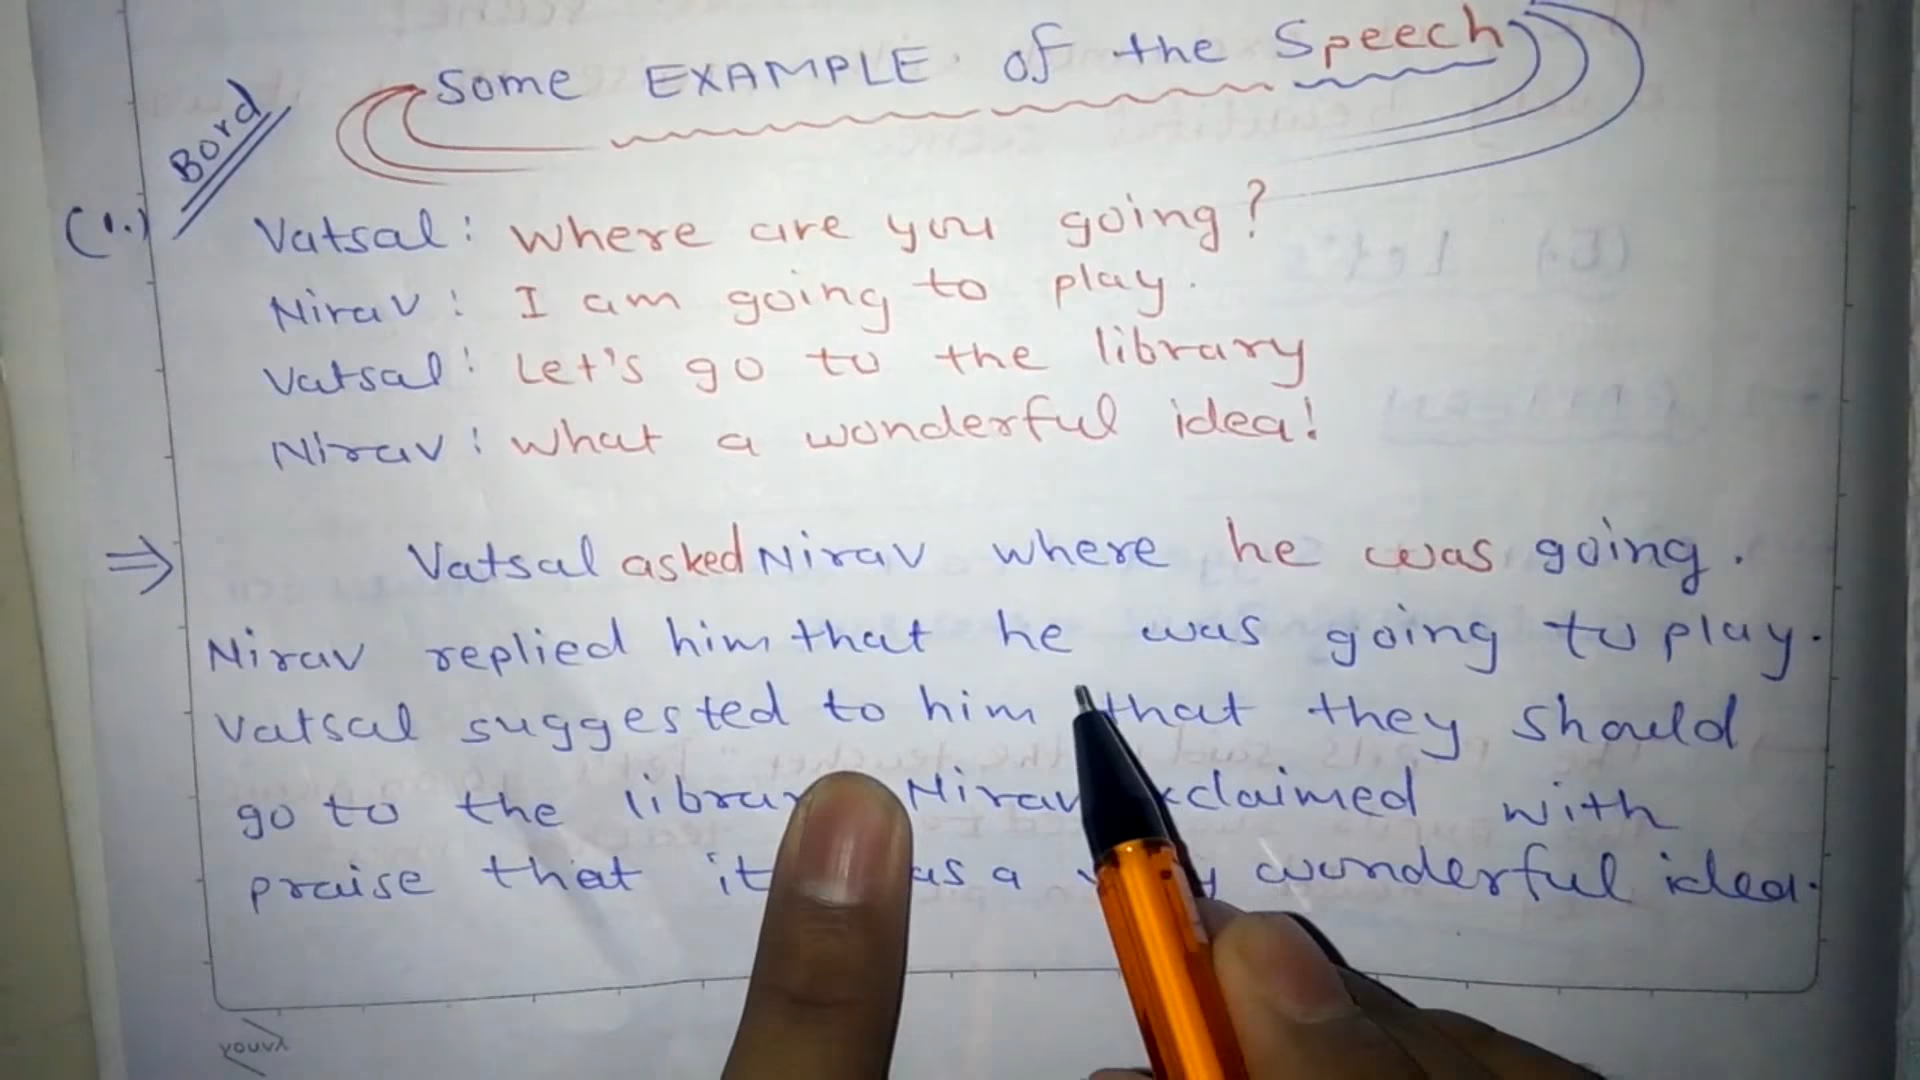 Some EXAMPLE of the Speech
Bord
(1.) Vatsal: Where are you going?
Nirav: I am going to play.
Vatsal: Let's go to the library
Nirav: What a wonderful idea!
⇒ Vatsal asked Nirav where he was going.
Nirav replied him that he was going to play.
Vatsal suggested to him that they should
go to the Nirav with
praise that it a wonderful idea.
youva